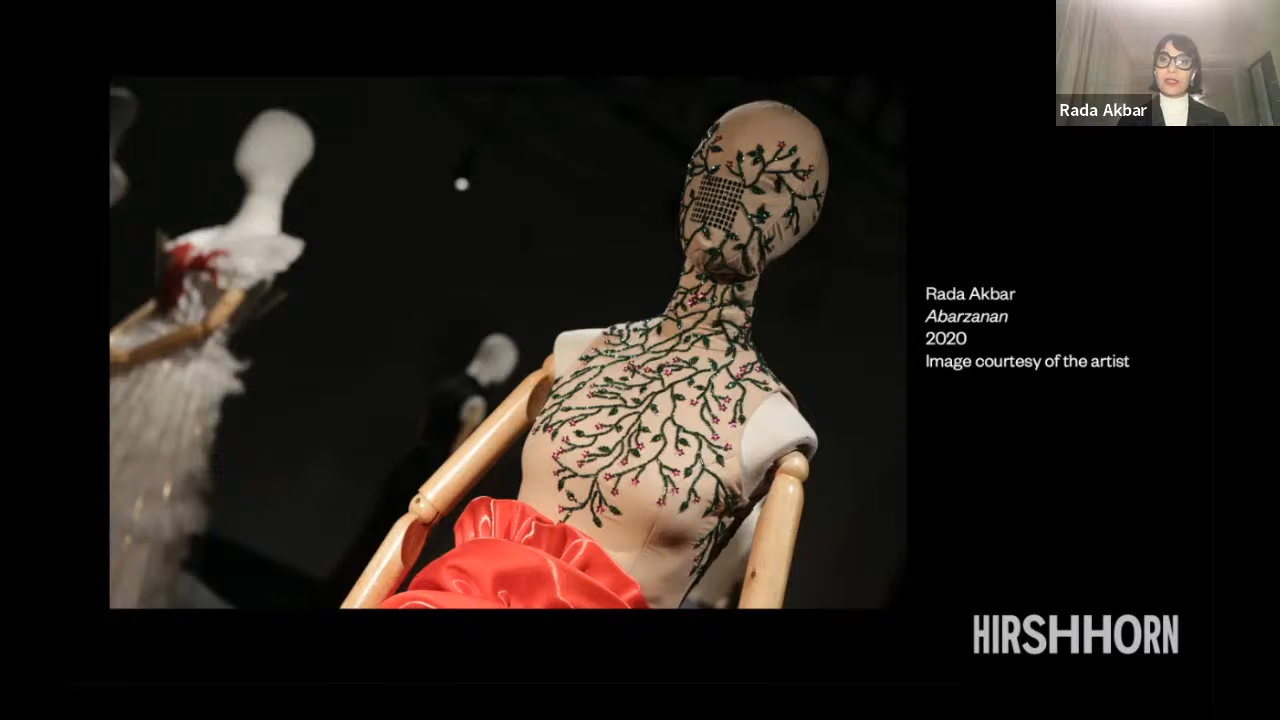 Rada Akbar
Rada Akbar
Abarzanan
2020
Image courtesy of the artist
HIRSHHORN